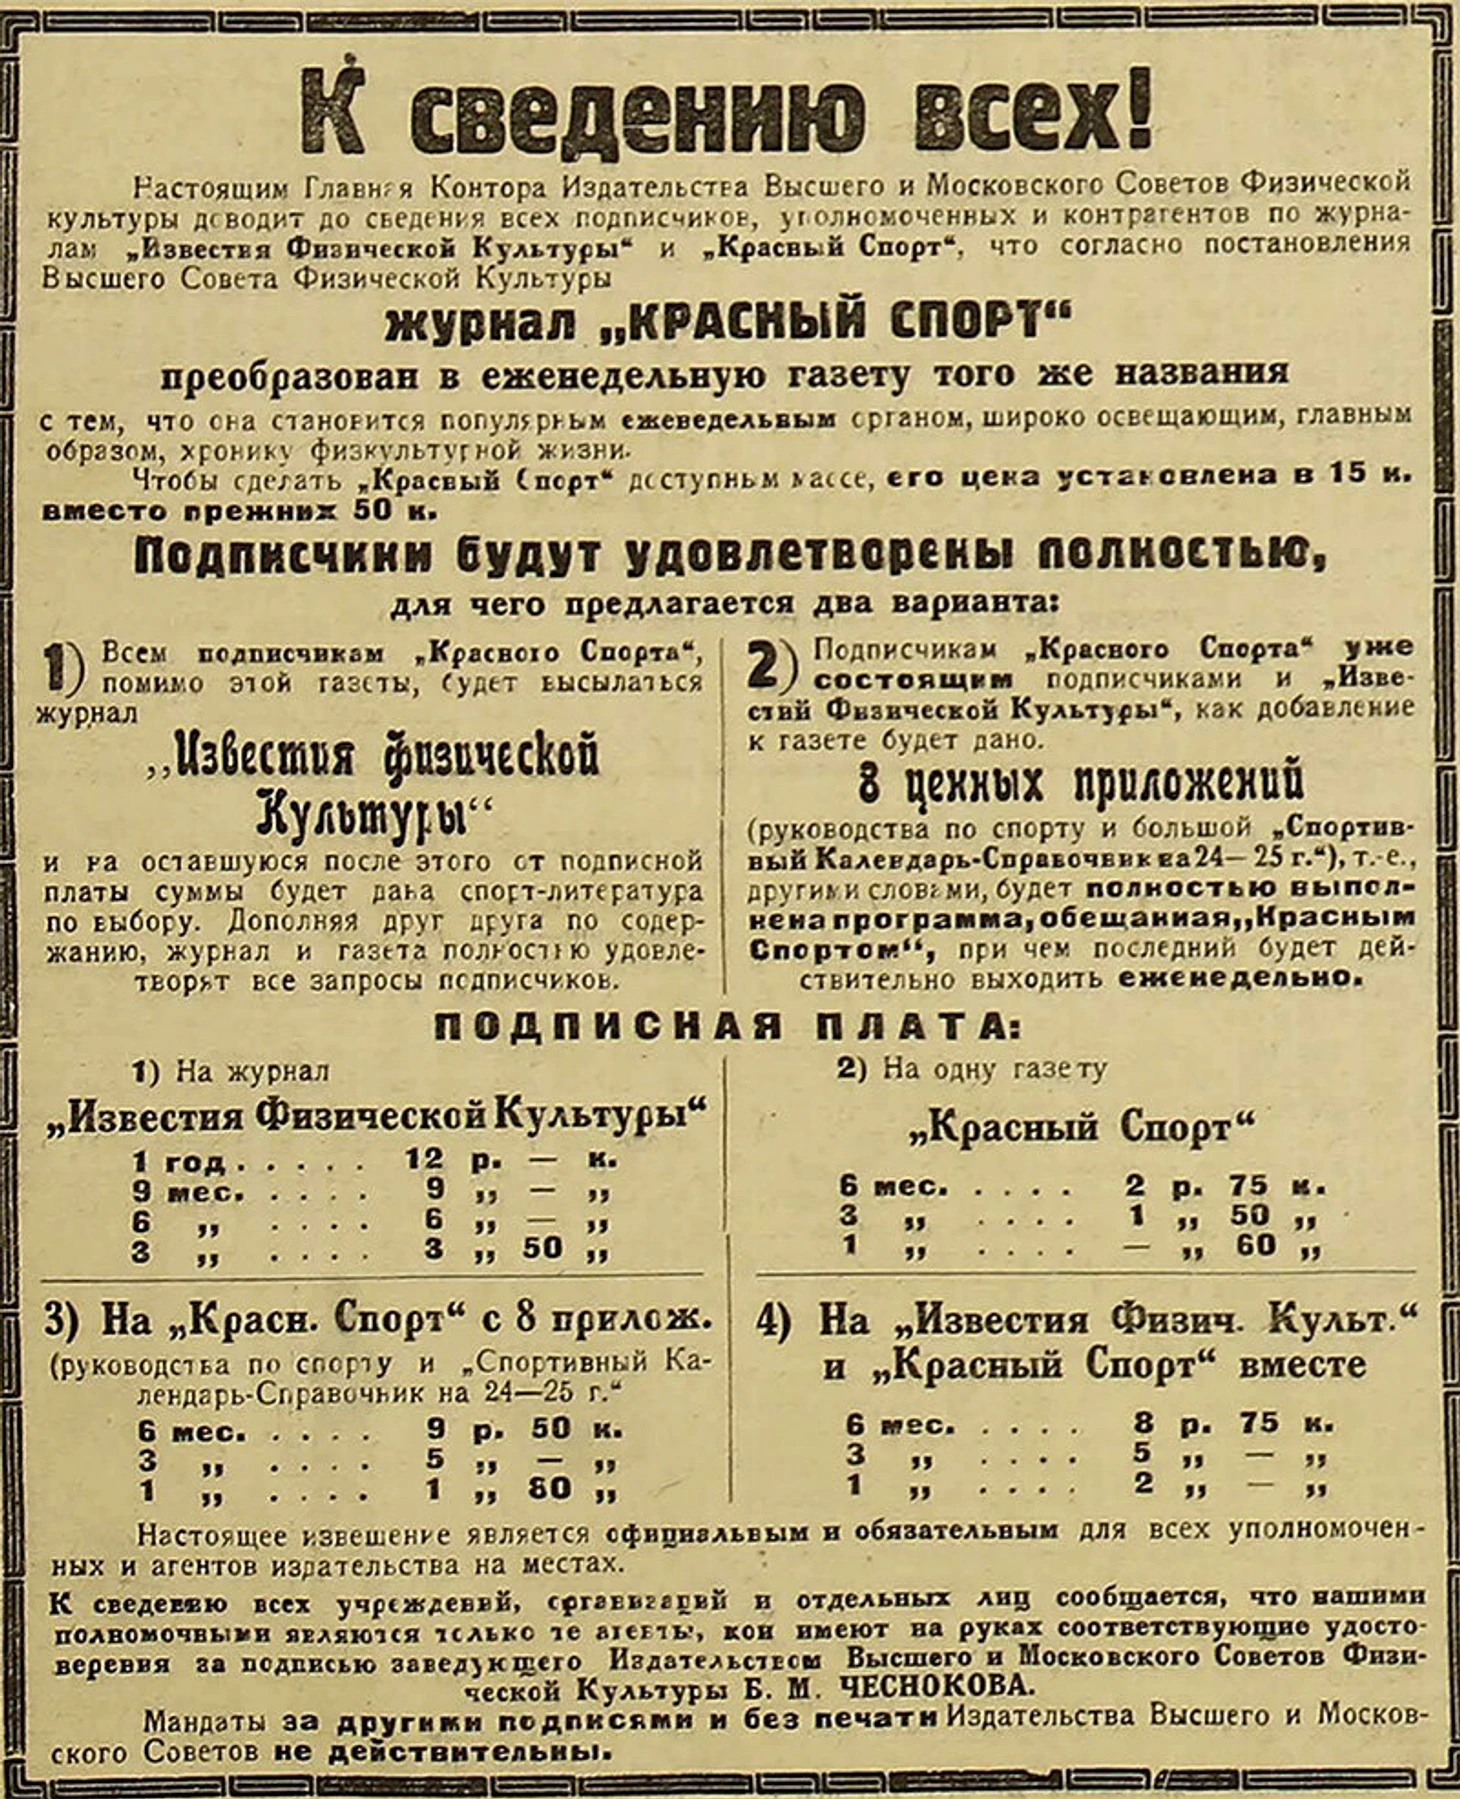 К сведению всех!
Настоящим Главная Контора Издательства Высшего и Московского Советов Физической
культуры доводит до сведения всех подписчиков, уполномоченных и контрагентов по журна-
лам „Известия Физической Культуры“ и „Красный Спорт“, что согласно постановления
Высшего Совета Физической Культуры
журнал „КРАСНЫЙ СПОРТ“
преобразован в еженедельную газету того же названия
с тем, что она становится популярным еженедельным органом, широко освещающим, главным
образом, хронику физкультурной жизни.
Чтобы сделать „Красный Спорт“ доступным массе, его цена установлена в 15 к.
вместо прежних 50 к.
Подписчики будут удовлетворены полностью,
для чего предлагается два варианта:
1) Всем подписчикам „Красного Спорта“,
помимо этой газеты, будет высылаться
журнал
„Известия физической
Культуры“
и на оставшуюся после этого от подписной
платы суммы будет дана спорт-литература
по выбору. Дополняя друг друга по содер-
жанию, журнал и газета полностью удовле-
творят все запросы подписчиков.
2) Подписчикам „Красного Спорта“ уже
состоящим подписчиками и „Изве-
стий Физической Культуры“, как добавление
к газете будет дано.
8 ценных приложений
(руководства по спорту и большой „Спортив-
ный Календарь-Справочник на 24—25 г.“), т.-е.,
другими словами, будет полностью выпол-
нена программа, обещанная „Красным
Спортом“, при чем последний будет дей-
ствительно выходить еженедельно.
ПОДПИСНАЯ ПЛАТА:
1) На журнал
„Известия Физической Культуры“
1 год . . . . . 12 р. — к.
9 мес. . . . . 9 „ — „
6 „ . . . . 6 „ — „
3 „ . . . . 3 „ 50 „
2) На одну газету
„Красный Спорт“
6 мес. . . . . 2 р. 75 к.
3 „ . . . . 1 „ 50 „
1 „ . . . . — „ 60 „
3) На „Красн. Спорт“ с 8 прилож.
(руководства по спорту и „Спортивный Ка-
лендарь-Справочник на 24—25 г.“
6 мес. . . . . 9 р. 50 к.
3 „ . . . . 5 „ — „
1 „ . . . . 1 „ 80 „
4) На „Известия Физич. Культ.“
и „Красный Спорт“ вместе
6 мес. . . . . 8 р. 75 к.
3 „ . . . . 5 „ — „
1 „ . . . . 2 „ — „
Настоящее извешение является официальным и обязательным для всех уполномочен-
ных и агентов издательства на местах.
К сведению всех учреждений, организаций и отдельных лиц сообщается, что нашими
полномочными являются только те агенты, кои имеют на руках соответствующие удосто-
верения за подписью заведующего Издательством Высшего и Московского Советов Физи-
ческой Культуры Б. М. ЧЕСНОКОВА.
Мандаты за другими подписями и без печати Издательства Высшего и Москов-
ского Советов не действительны.